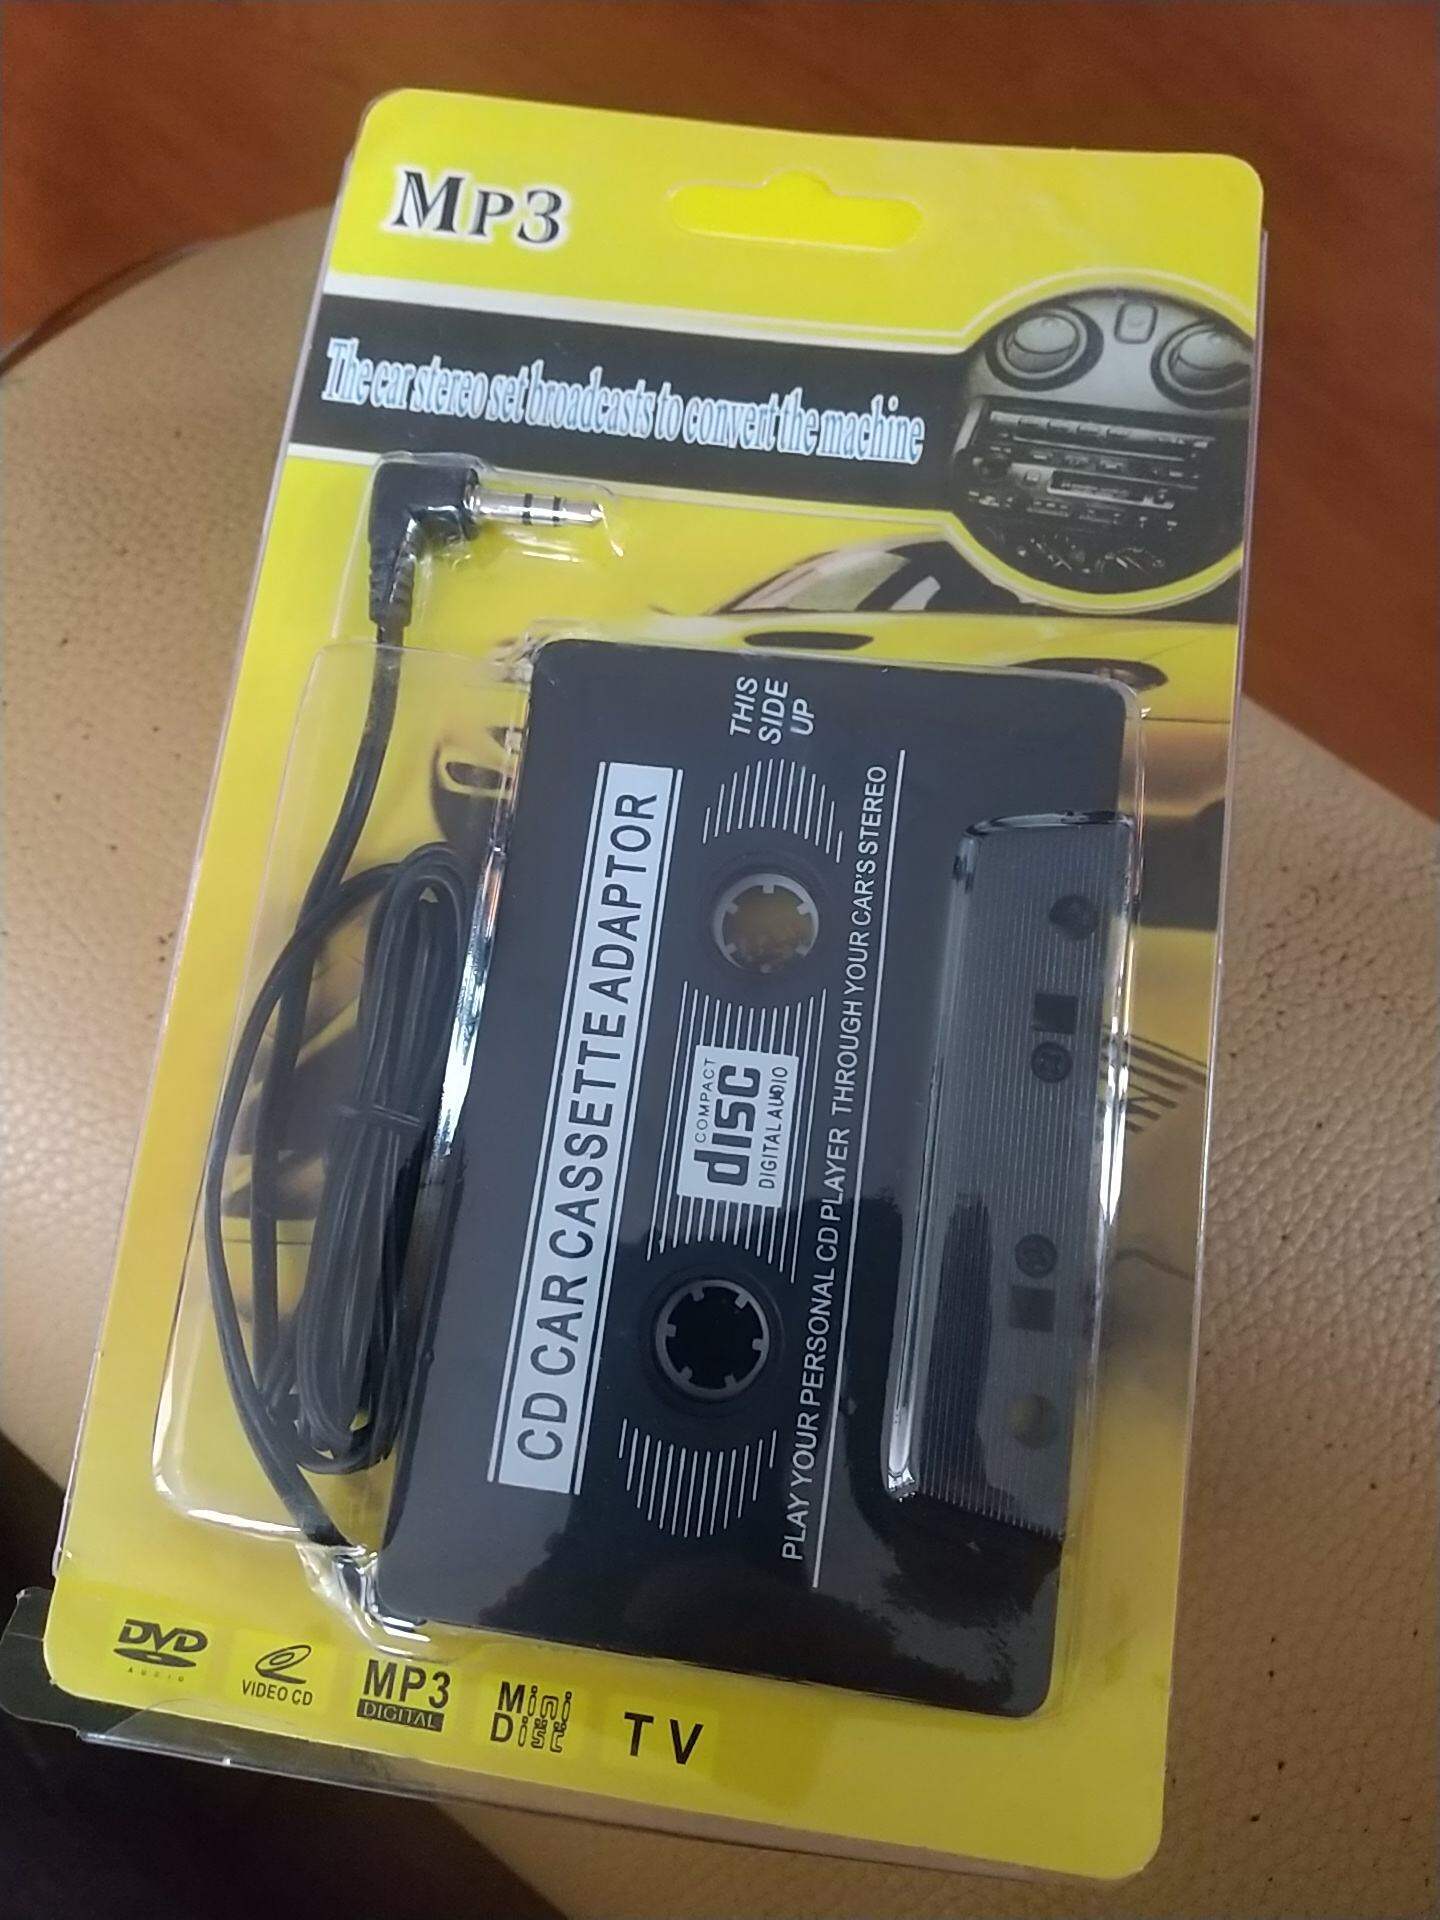 MP3
The car stereo set broadcasts to convert the machine
THIS
SIDE
UP
CD CAR CASSETTE ADAPTOR
COMPACT
disc
DIGITAL AUDIO
PLAY YOUR PERSONAL CD PLAYER THROUGH YOUR CAR'S STEREO
DVD
AUDIO
VIDEO CD
MP3
DIGITAL
Mini
Disc
TV